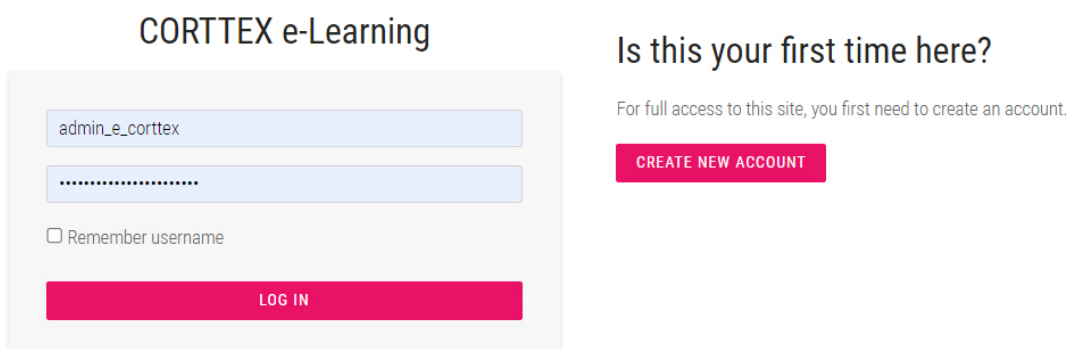 CORTTEX e-Learning
admin_e_corttex
•••••••••••••••••••••••
Remember username
LOG IN
Is this your first time here?
For full access to this site, you first need to create an account.
CREATE NEW ACCOUNT